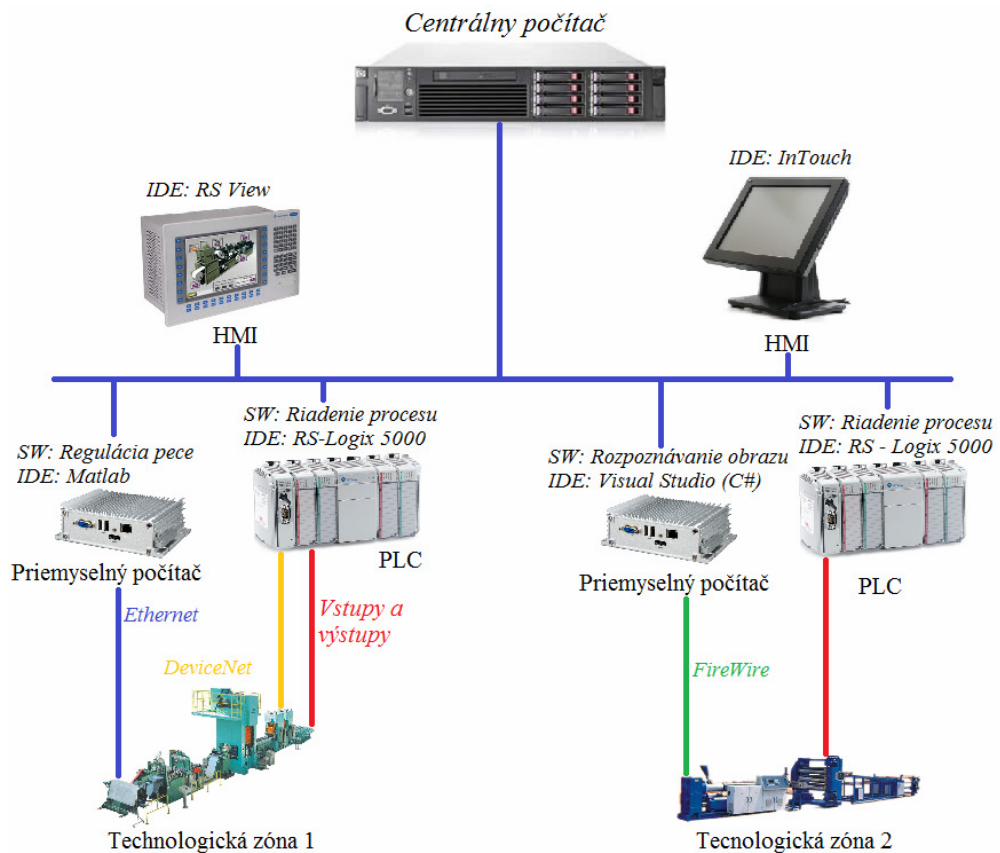 Centrálny počítač
IDE: RS View
IDE: InTouch
HMI
HMI
SW: Regulácia pece
IDE: Matlab
SW: Riadenie procesu
IDE: RS-Logix 5000
SW: Rozpoznávanie obrazu
IDE: Visual Studio (C#)
SW: Riadenie procesu
IDE: RS - Logix 5000
Priemyselný počítač
PLC
Priemyselný počítač
PLC
Ethernet
Vstupy a
výstupy
DeviceNet
FireWire
Technologická zóna 1
Tecnologická zóna 2